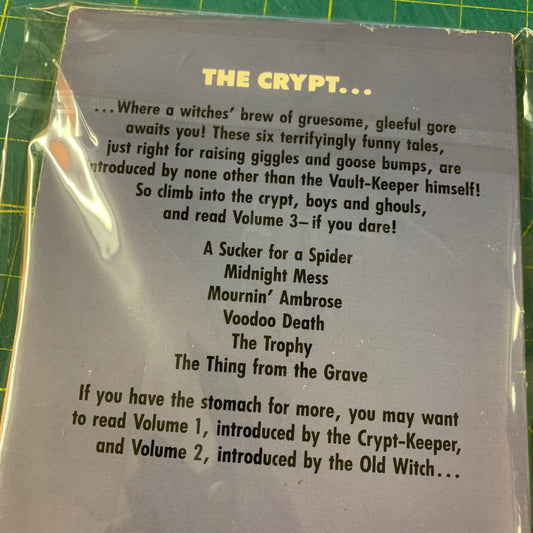 THE CRYPT...
...Where a witches' brew of gruesome, gleeful gore
awaits you! These six terrifyingly funny tales,
just right for raising giggles and goose bumps, are
introduced by none other than the Vault-Keeper himself!
So climb into the crypt, boys and ghouls,
and read Volume 3–if you dare!
A Sucker for a Spider
Midnight Mess
Mournin' Ambrose
Voodoo Death
The Trophy
The Thing from the Grave
If you have the stomach for more, you may want
to read Volume 1, introduced by the Crypt-Keeper,
and Volume 2, introduced by the Old Witch...